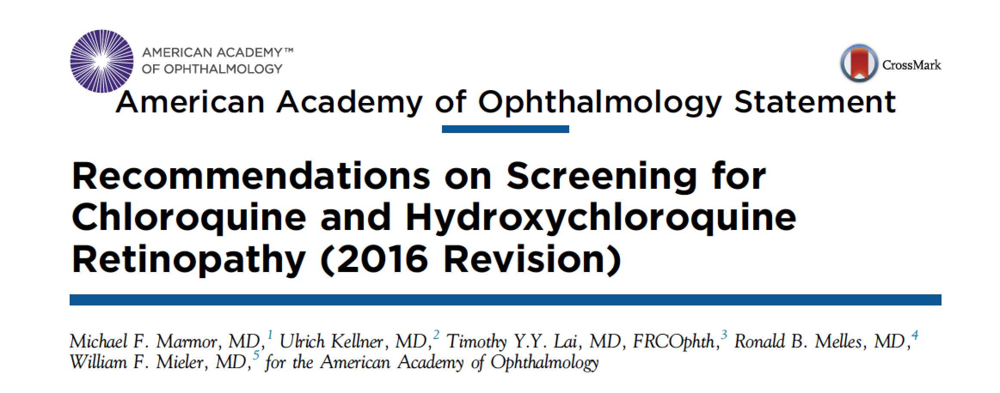 AMERICAN ACADEMY™
OF OPHTHALMOLOGY
CrossMark
American Academy of Ophthalmology Statement
Recommendations on Screening for
Chloroquine and Hydroxychloroquine
Retinopathy (2016 Revision)
Michael F. Marmor, MD,1 Ulrich Kellner, MD,2 Timothy Y.Y. Lai, MD, FRCOphth,3 Ronald B. Melles, MD,4
William F. Mieler, MD,5 for the American Academy of Ophthalmology